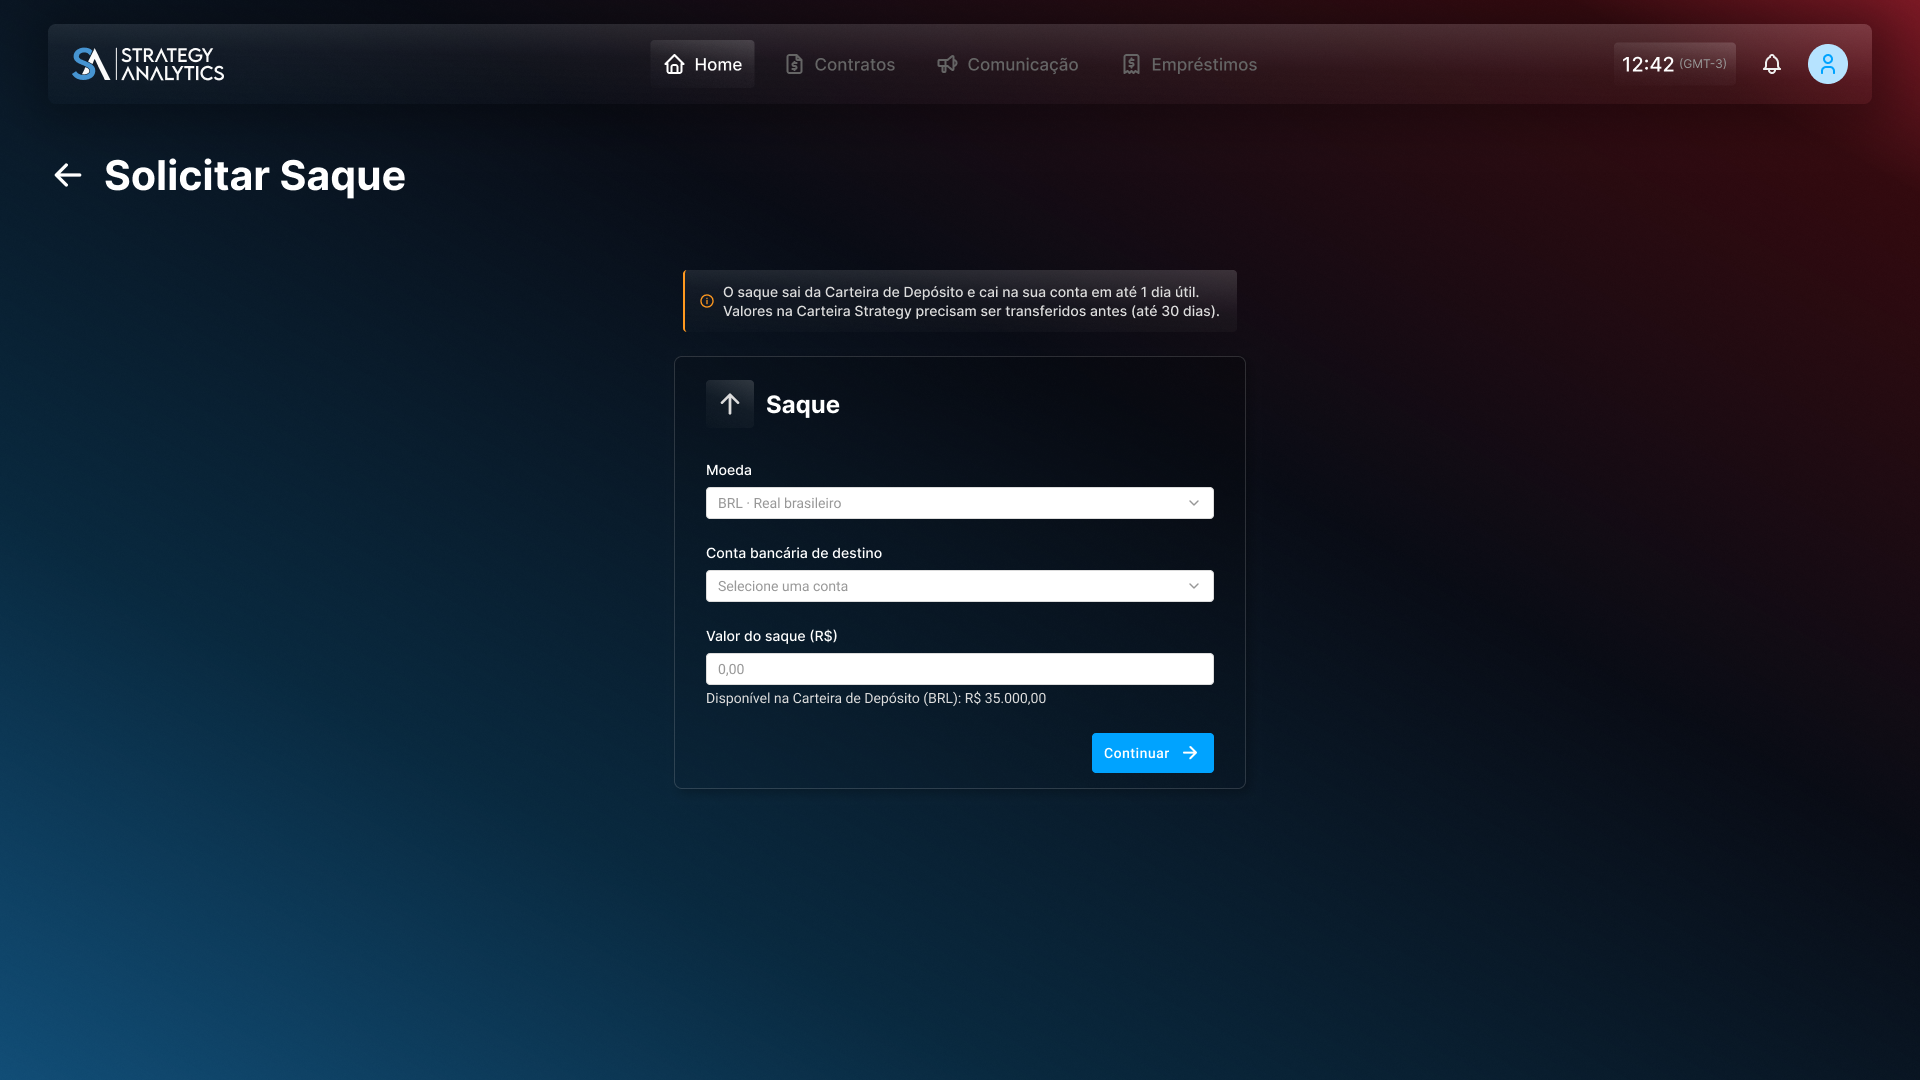 STRATEGY
ANALYTICS
Home
Contratos
Comunicação
Empréstimos
12:42 (GMT-3)
Solicitar Saque
O saque sai da Carteira de Depósito e cai na sua conta em até 1 dia útil.
Valores na Carteira Strategy precisam ser transferidos antes (até 30 dias).
Saque
Moeda
BRL · Real brasileiro
Conta bancária de destino
Selecione uma conta
Valor do saque (R$)
0,00
Disponível na Carteira de Depósito (BRL): R$ 35.000,00
Continuar